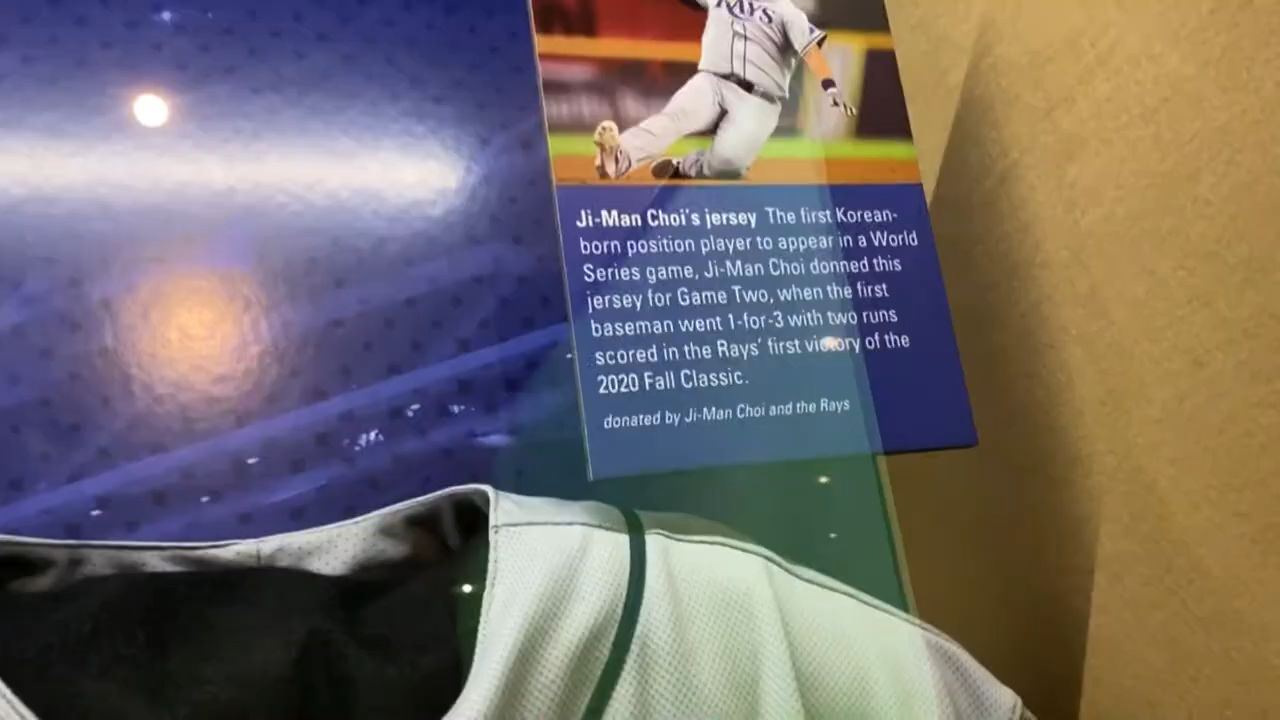 RAYS
Ji-Man Choi's jersey The first Korean-
born position player to appear in a World
Series game, Ji-Man Choi donned this
jersey for Game Two, when the first
baseman went 1-for-3 with two runs
scored in the Rays' first victory of the
2020 Fall Classic.
donated by Ji-Man Choi and the Rays